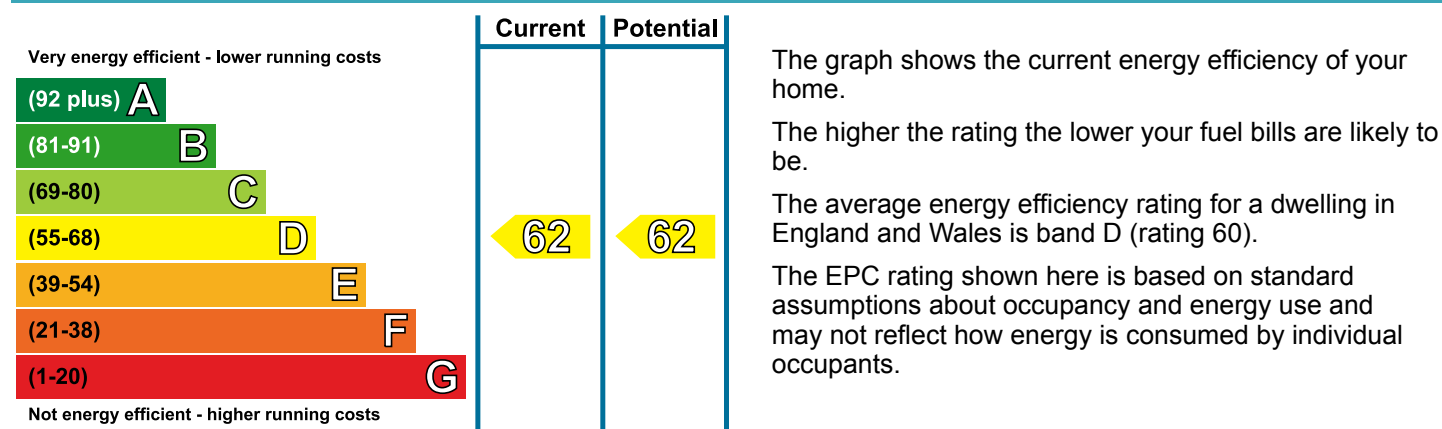 Current Potential
Very energy efficient - lower running costs
(92 plus) A
(81-91) B
(69-80) C
(55-68) D
62 62
(39-54) E
(21-38) F
(1-20) G
Not energy efficient - higher running costs
The graph shows the current energy efficiency of your
home.
The higher the rating the lower your fuel bills are likely to
be.
The average energy efficiency rating for a dwelling in
England and Wales is band D (rating 60).
The EPC rating shown here is based on standard
assumptions about occupancy and energy use and
may not reflect how energy is consumed by individual
occupants.